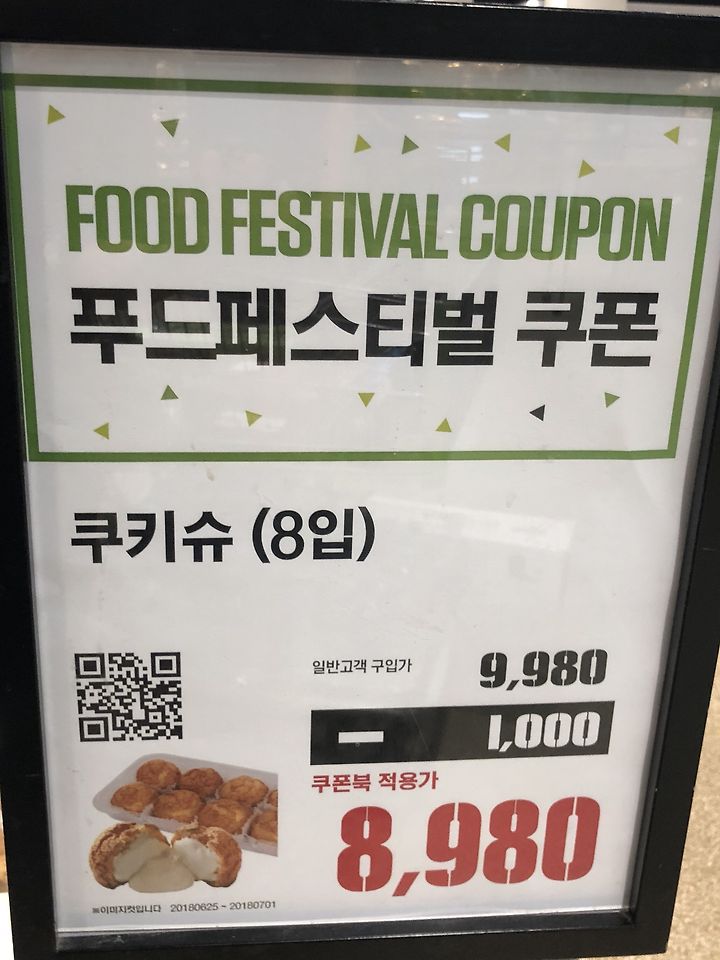 FOOD FESTIVAL COUPON
푸드페스티벌 쿠폰
쿠키슈 (8입)
일반고객 구입가 9,980
- 1,000
쿠폰북 적용가
8,980
※이미지컷입니다 20180625 ~ 20180701